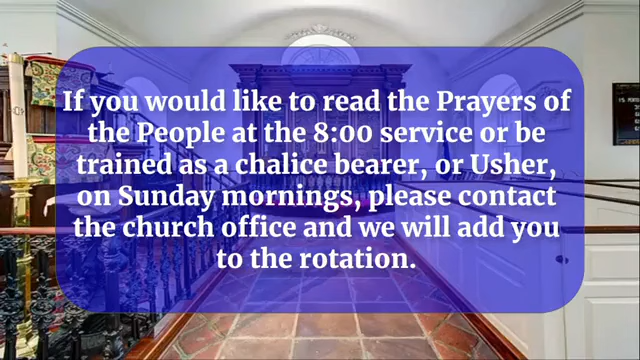 If you would like to read the Prayers of
the People at the 8:00 service or be
trained as a chalice bearer, or Usher,
on Sunday mornings, please contact
the church office and we will add you
to the rotation.